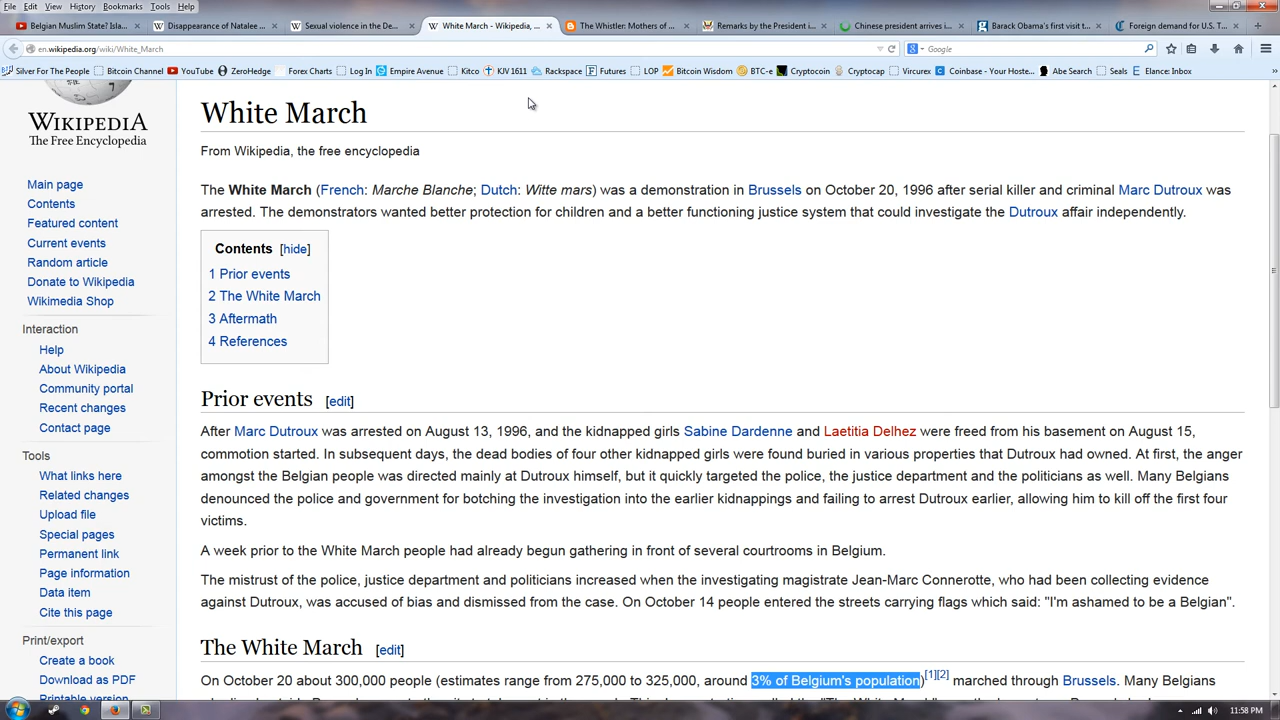 File Edit View History Bookmarks Tools Help
Belgian Muslim State? Isla... Disappearance of Natalee ... Sexual violence in the De... White March - Wikipedia, ... The Whistler: Mothers of ... Remarks by the President i... Chinese president arrives i... Barack Obama's first visit t... Foreign demand for U.S. T...
en.wikipedia.org/wiki/White_March Google
Silver For The People Bitcoin Channel YouTube ZeroHedge Forex Charts Log In Empire Avenue Kitco KJV 1611 Rackspace Futures LOP Bitcoin Wisdom BTC-e Cryptocoin Cryptocap Vircurex Coinbase - Your Hoste... Abe Search Seals Elance: Inbox
WIKIPEDIA
The Free Encyclopedia
Main page
Contents
Featured content
Current events
Random article
Donate to Wikipedia
Wikimedia Shop
Interaction
Help
About Wikipedia
Community portal
Recent changes
Contact page
Tools
What links here
Related changes
Upload file
Special pages
Permanent link
Page information
Data item
Cite this page
Print/export
Create a book
Download as PDF
Printable version
White March
From Wikipedia, the free encyclopedia
The White March (French: Marche Blanche; Dutch: Witte mars) was a demonstration in Brussels on October 20, 1996 after serial killer and criminal Marc Dutroux was
arrested. The demonstrators wanted better protection for children and a better functioning justice system that could investigate the Dutroux affair independently.
Contents [hide]
1 Prior events
2 The White March
3 Aftermath
4 References
Prior events [edit]
After Marc Dutroux was arrested on August 13, 1996, and the kidnapped girls Sabine Dardenne and Laetitia Delhez were freed from his basement on August 15,
commotion started. In subsequent days, the dead bodies of four other kidnapped girls were found buried in various properties that Dutroux had owned. At first, the anger
amongst the Belgian people was directed mainly at Dutroux himself, but it quickly targeted the police, the justice department and the politicians as well. Many Belgians
denounced the police and government for botching the investigation into the earlier kidnappings and failing to arrest Dutroux earlier, allowing him to kill off the first four
victims.
A week prior to the White March people had already begun gathering in front of several courtrooms in Belgium.
The mistrust of the police, justice department and politicians increased when the investigating magistrate Jean-Marc Connerotte, who had been collecting evidence
against Dutroux, was accused of bias and dismissed from the case. On October 14 people entered the streets carrying flags which said: "I'm ashamed to be a Belgian".
The White March [edit]
On October 20 about 300,000 people (estimates range from 275,000 to 325,000, around 3% of Belgium's population)[1][2] marched through Brussels. Many Belgians
11:58 PM